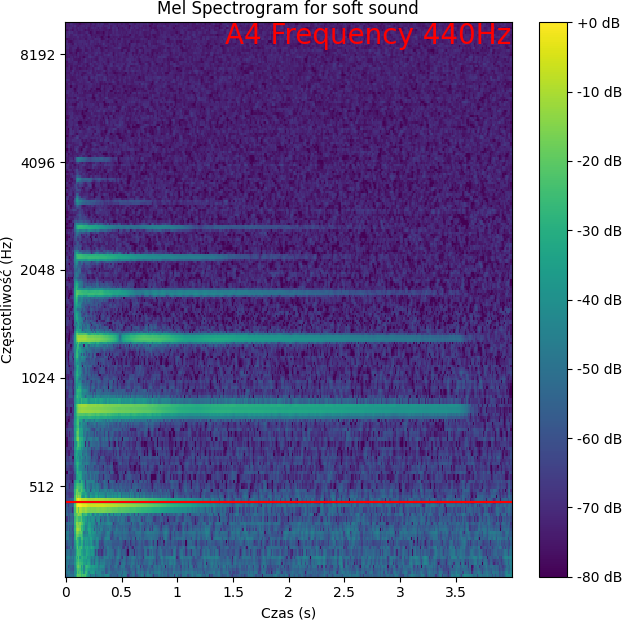 Mel Spectrogram for soft sound
A4 Frequency 440Hz
8192
4096
2048
1024
512
Częstotliwość (Hz)
0
0.5
1
1.5
2
2.5
3
3.5
Czas (s)
+0 dB
-10 dB
-20 dB
-30 dB
-40 dB
-50 dB
-60 dB
-70 dB
-80 dB